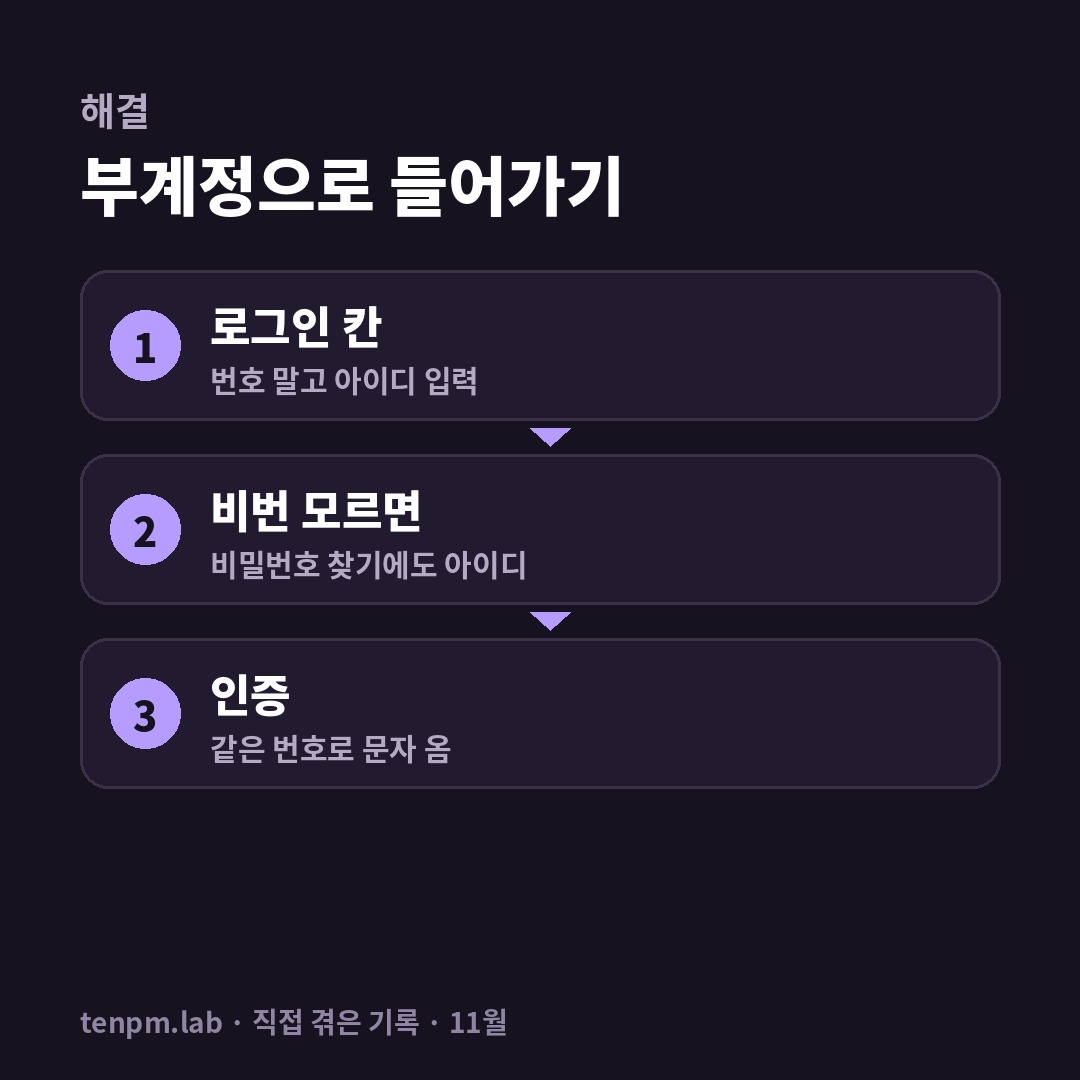 해결
부계정으로 들어가기
1
로그인 칸
번호 말고 아이디 입력
2
비번 모르면
비밀번호 찾기에도 아이디
3
인증
같은 번호로 문자 옴
tenpm.lab · 직접 겪은 기록 · 11월